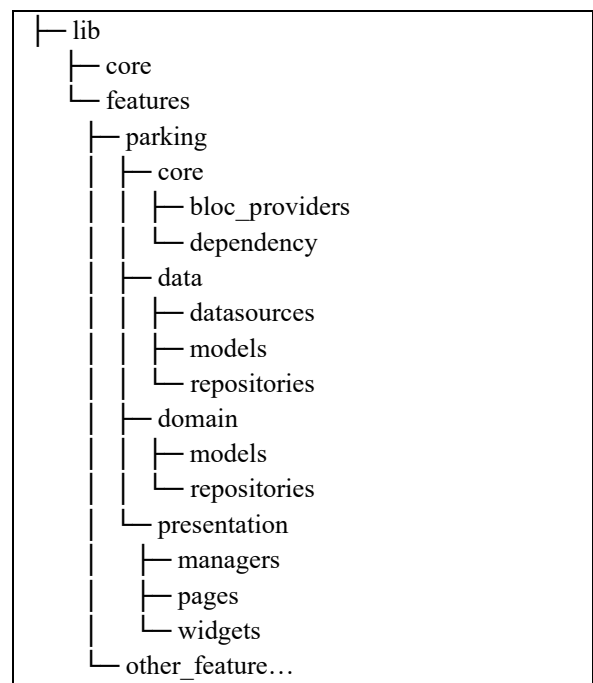 ├── lib
├── core
└── features
├── parking
│ ├── core
│ │ ├── bloc_providers
│ │ └── dependency
│ ├── data
│ │ ├── datasources
│ │ ├── models
│ │ └── repositories
│ ├── domain
│ │ ├── models
│ │ └── repositories
│ └── presentation
│ ├── managers
│ ├── pages
│ └── widgets
└── other_feature…